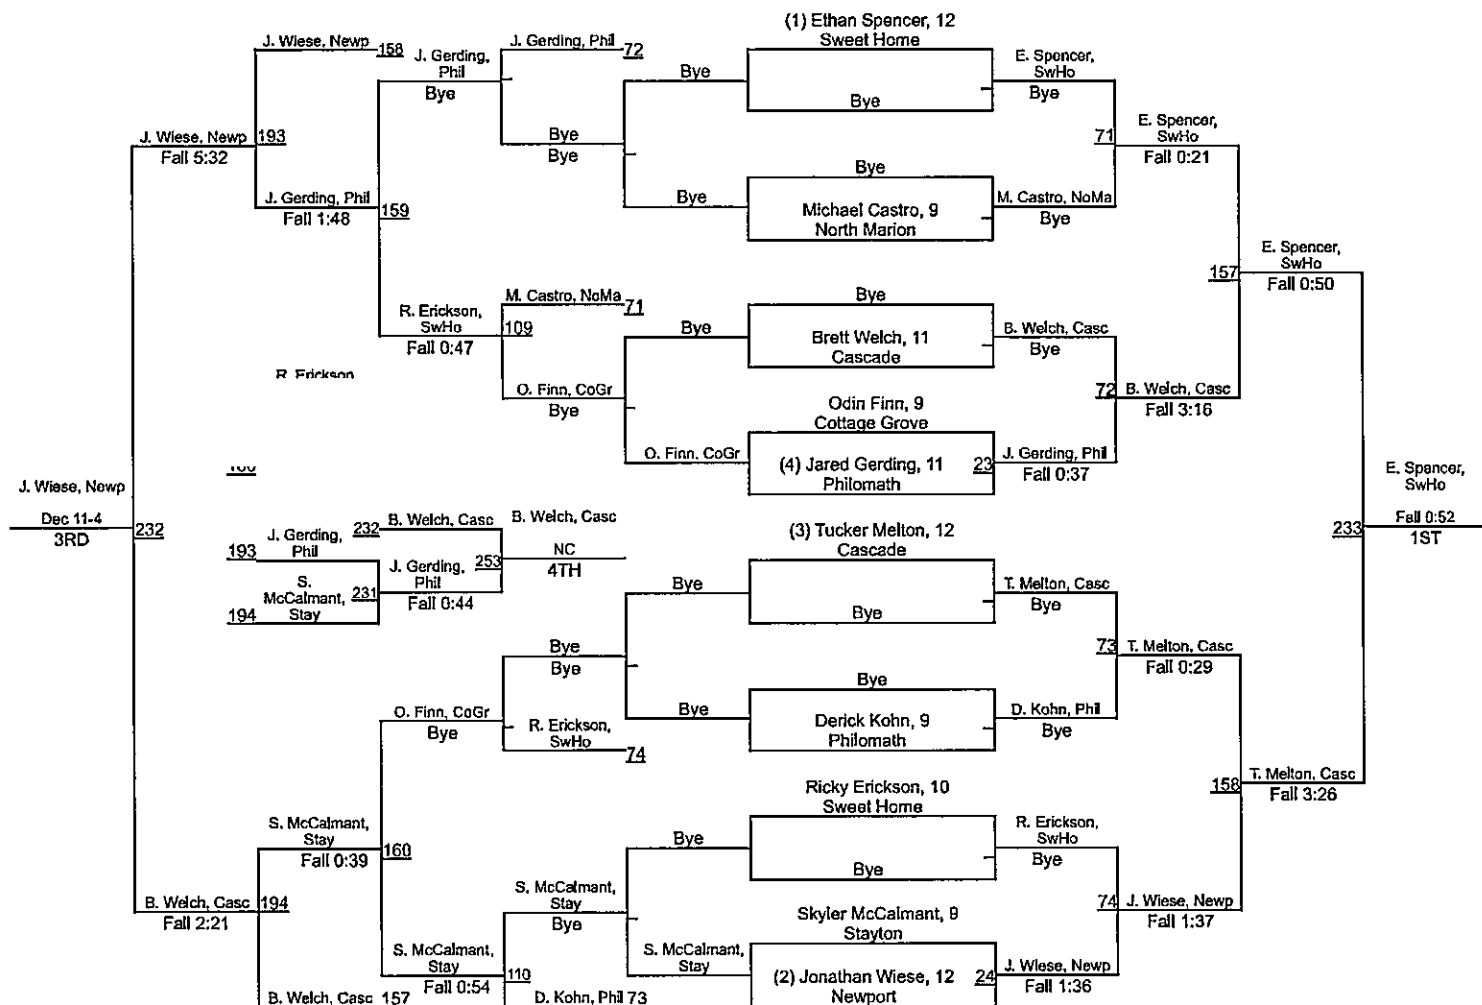 (1) Ethan Spencer, 12
Sweet Home
J. Wiese, Newp 158
J. Gerding, Phil 72
J. Gerding,
Phil
Bye
Bye
Bye
E. Spencer,
SwHo
Bye
E. Spencer,
SwHo
Fall 0:21
71
J. Wiese, Newp 193
Fall 5:32
Bye
Bye
Bye
Bye
Michael Castro, 9
North Marion
M. Castro, NoMa
Bye
J. Gerding, Phil
Fall 1:48
159
E. Spencer,
SwHo
Fall 0:50
157
R. Erickson,
SwHo
Fall 0:47
M. Castro, NoMa 71
109
Bye
Bye
Brett Welch, 11
Cascade
B. Welch, Casc
Bye
R. Erickson
O. Finn, CoGr
Bye
72 B. Welch, Casc
Fall 3:16
Odin Finn, 9
Cottage Grove
O. Finn, CoGr
(4) Jared Gerding, 11
Philomath
23
J. Gerding, Phil
Fall 0:37
J. Wiese, Newp
Dec 11-4
3RD
232
E. Spencer,
SwHo
Fall 0:52
1ST
233
232 B. Welch, Casc
B. Welch, Casc
NC
4TH
193
J. Gerding,
Phil
J. Gerding,
Phil
Fall 0:44
253
194
S.
McCalmant,
Stay
231
(3) Tucker Melton, 12
Cascade
Bye
Bye
T. Melton, Casc
Bye
Bye
Bye
73 T. Melton, Casc
Fall 0:29
O. Finn, CoGr
Bye
R. Erickson,
SwHo
74
Bye
Bye
Derick Kohn, 9
Philomath
D. Kohn, Phil
Bye
158
T. Melton, Casc
Fall 3:26
Ricky Erickson, 10
Sweet Home
S. McCalmant,
Stay
Fall 0:39
160
Bye
Bye
R. Erickson,
SwHo
Bye
B. Welch, Casc 194
Fall 2:21
S. McCalmant,
Stay
Bye
74 J. Wiese, Newp
Fall 1:37
Skyler McCalmant, 9
Stayton
S. McCalmant,
Stay
Fall 0:54
110
S. McCalmant,
Stay
(2) Jonathan Wiese, 12
Newport
24
J. Wiese, Newp
Fall 1:36
B. Welch, Casc 157
D. Kohn, Phil 73